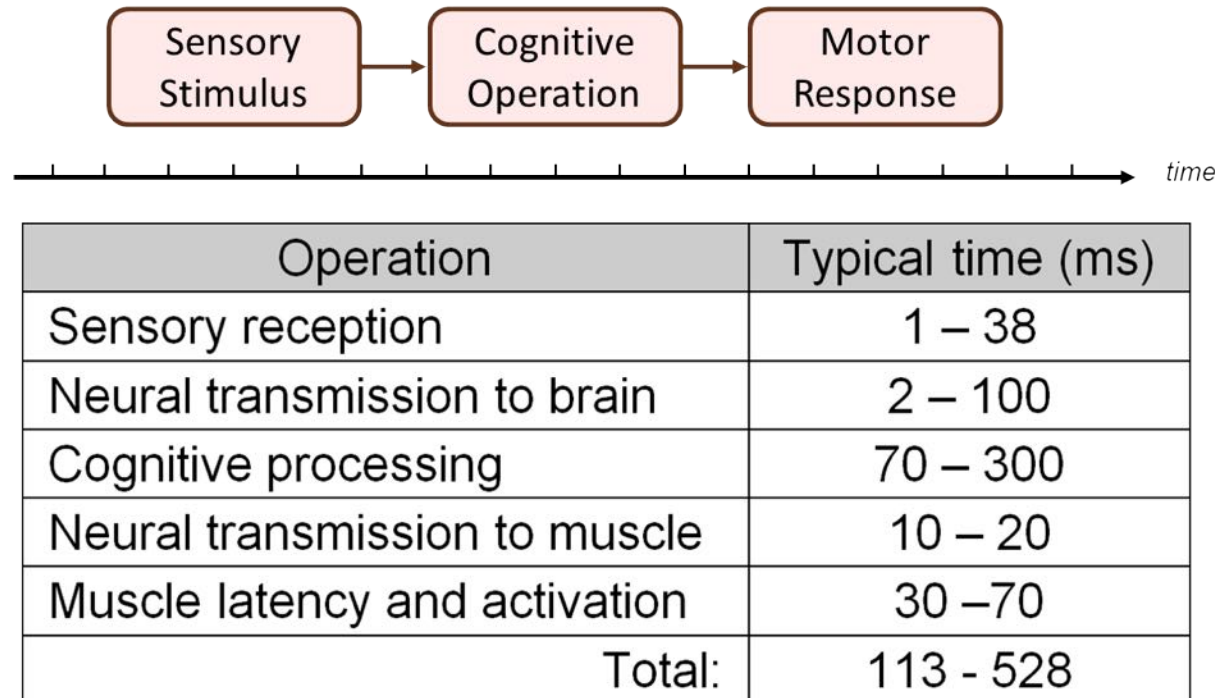 Sensory
Stimulus
Cognitive
Operation
Motor
Response
time
Operation Typical time (ms)
Sensory reception 1 – 38
Neural transmission to brain 2 – 100
Cognitive processing 70 – 300
Neural transmission to muscle 10 – 20
Muscle latency and activation 30 –70
Total: 113 - 528